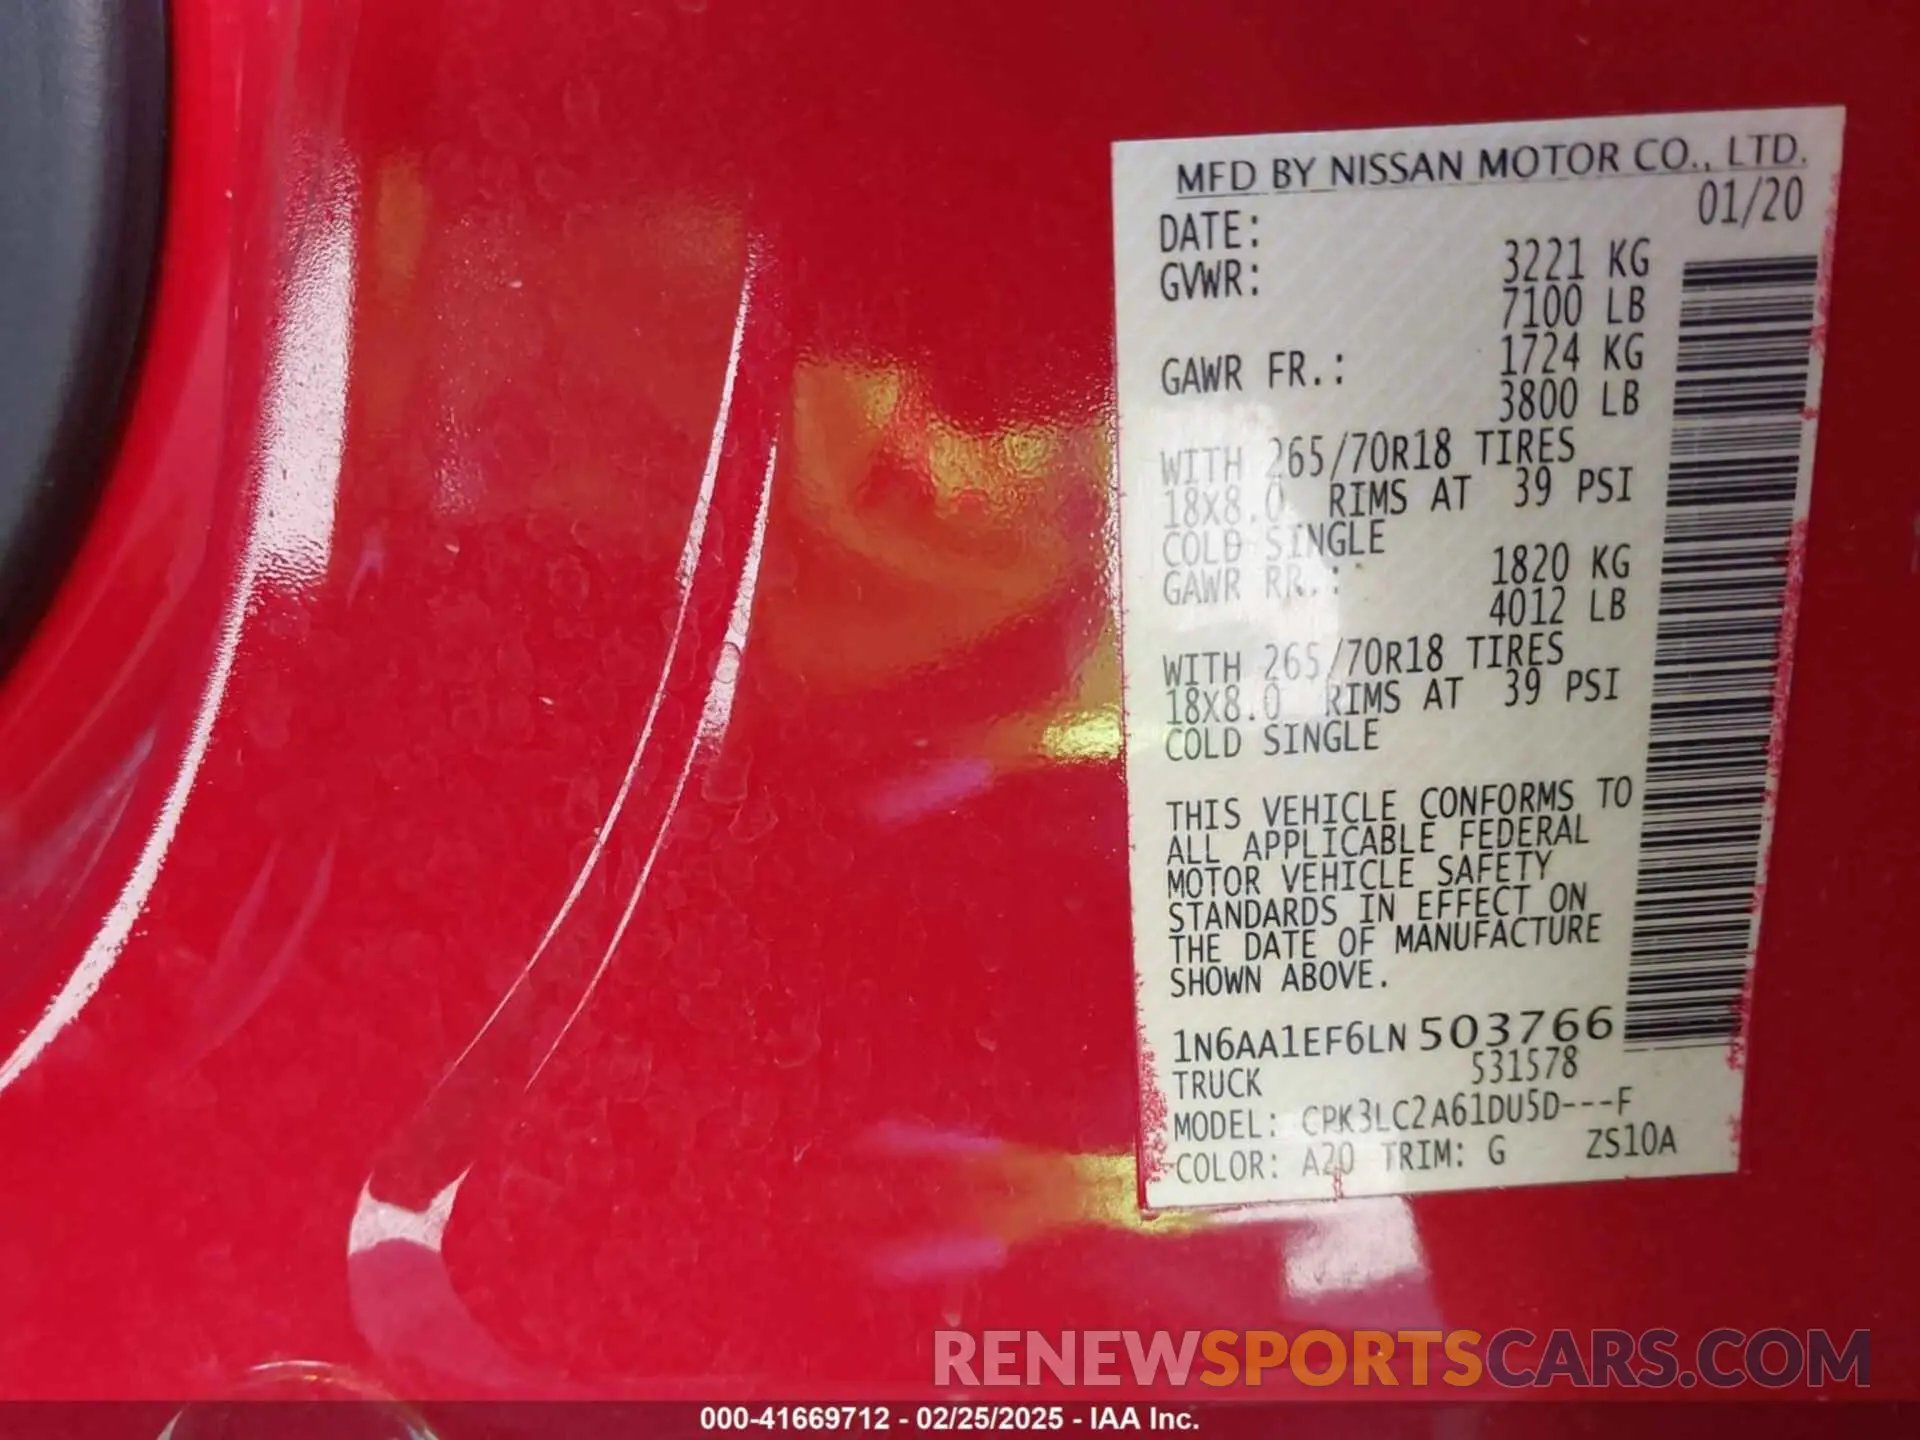 MFD BY NISSAN MOTOR CO., LTD.
DATE: 01/20
GVWR: 3221 KG
7100 LB
GAWR FR.: 1724 KG
3800 LB
WITH 265/70R18 TIRES
18X8.0 RIMS AT 39 PSI
COLD SINGLE
GAWR RR.: 1820 KG
4012 LB
WITH 265/70R18 TIRES
18X8.0 RIMS AT 39 PSI
COLD SINGLE
THIS VEHICLE CONFORMS TO
ALL APPLICABLE FEDERAL
MOTOR VEHICLE SAFETY
STANDARDS IN EFFECT ON
THE DATE OF MANUFACTURE
SHOWN ABOVE.
1N6AA1EF6LN 503766
TRUCK 531578
MODEL: CPK3LC2A61DU5D---F
COLOR: A20 TRIM: G ZS10A
RENEWSPORTSCARS.COM
000-41669712 - 02/25/2025 - IAA Inc.